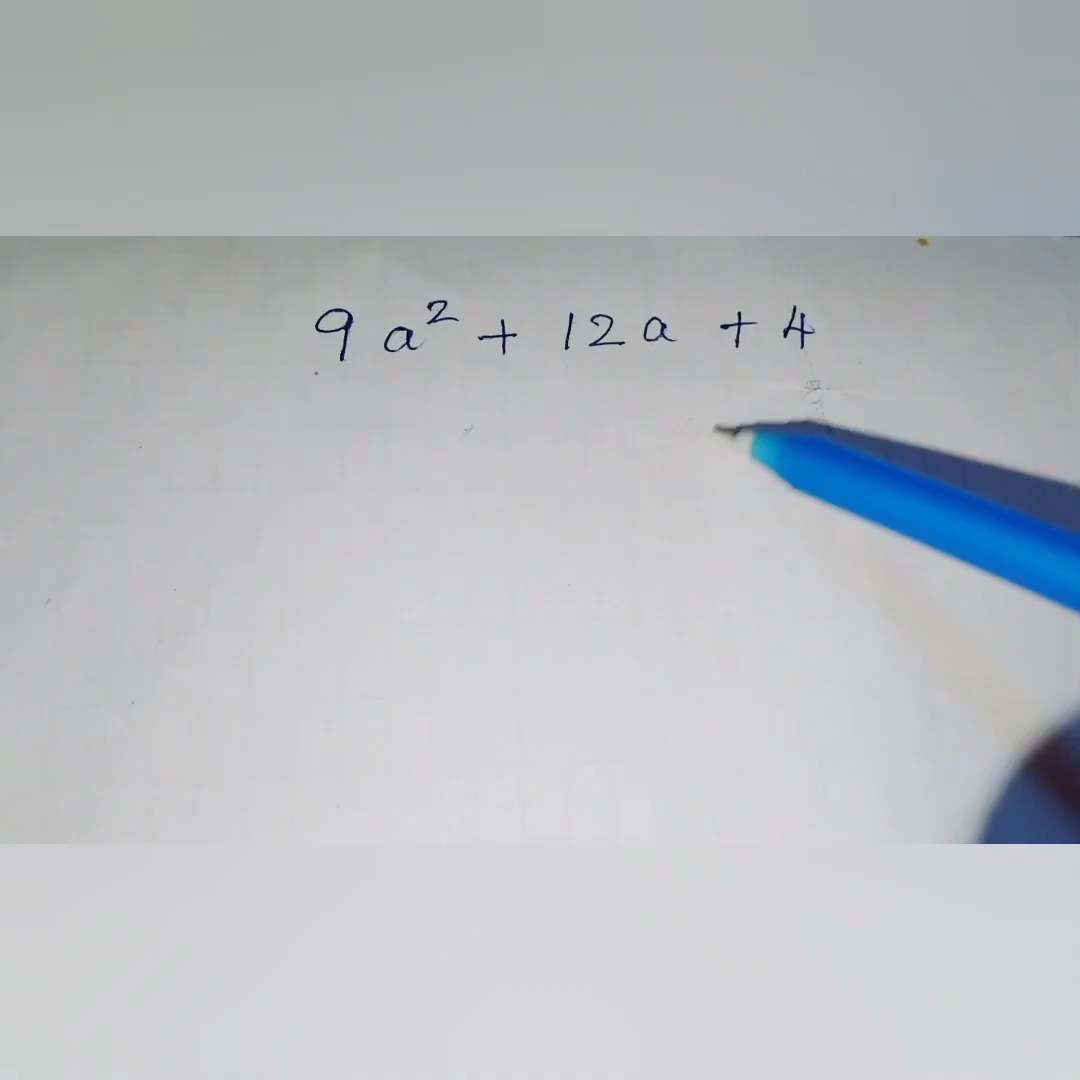 9a² + 12a + 4